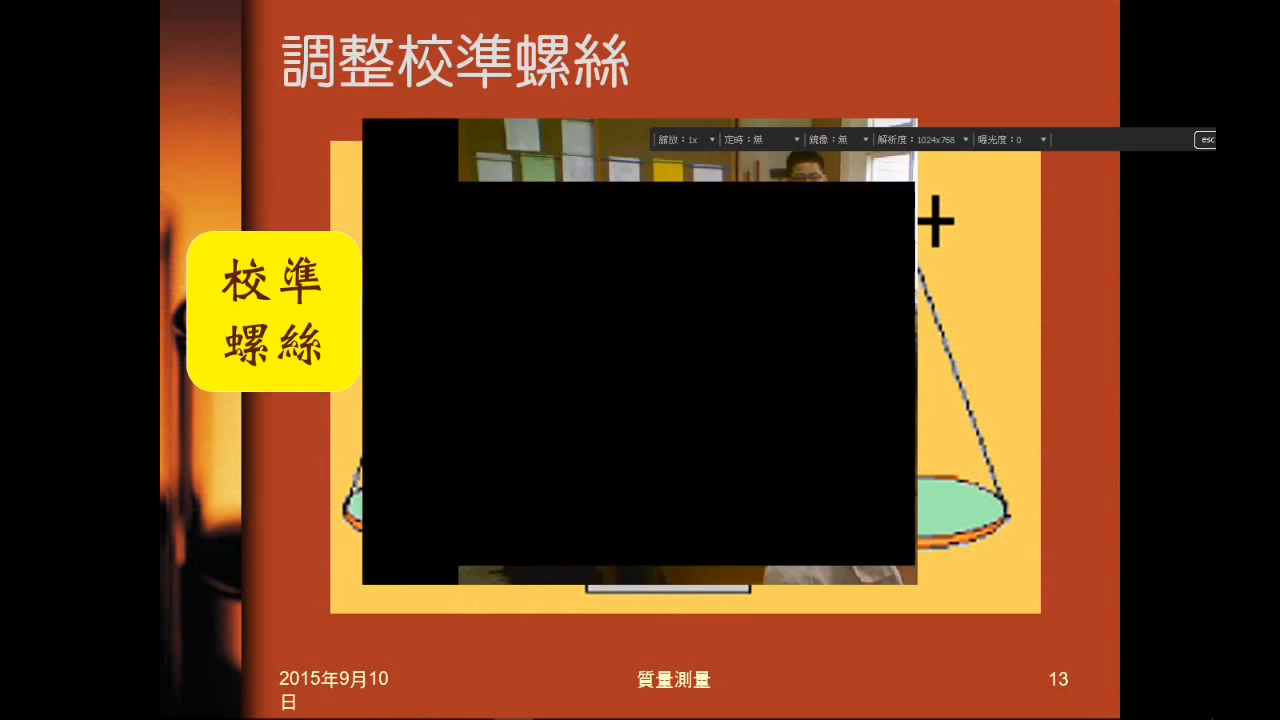 調整校準螺絲
縮放：1x 定時：無 鏡像：無 解析度：1024x768 曝光度：0 esc
+
校準
螺絲
2015年9月10
日
質量測量
13